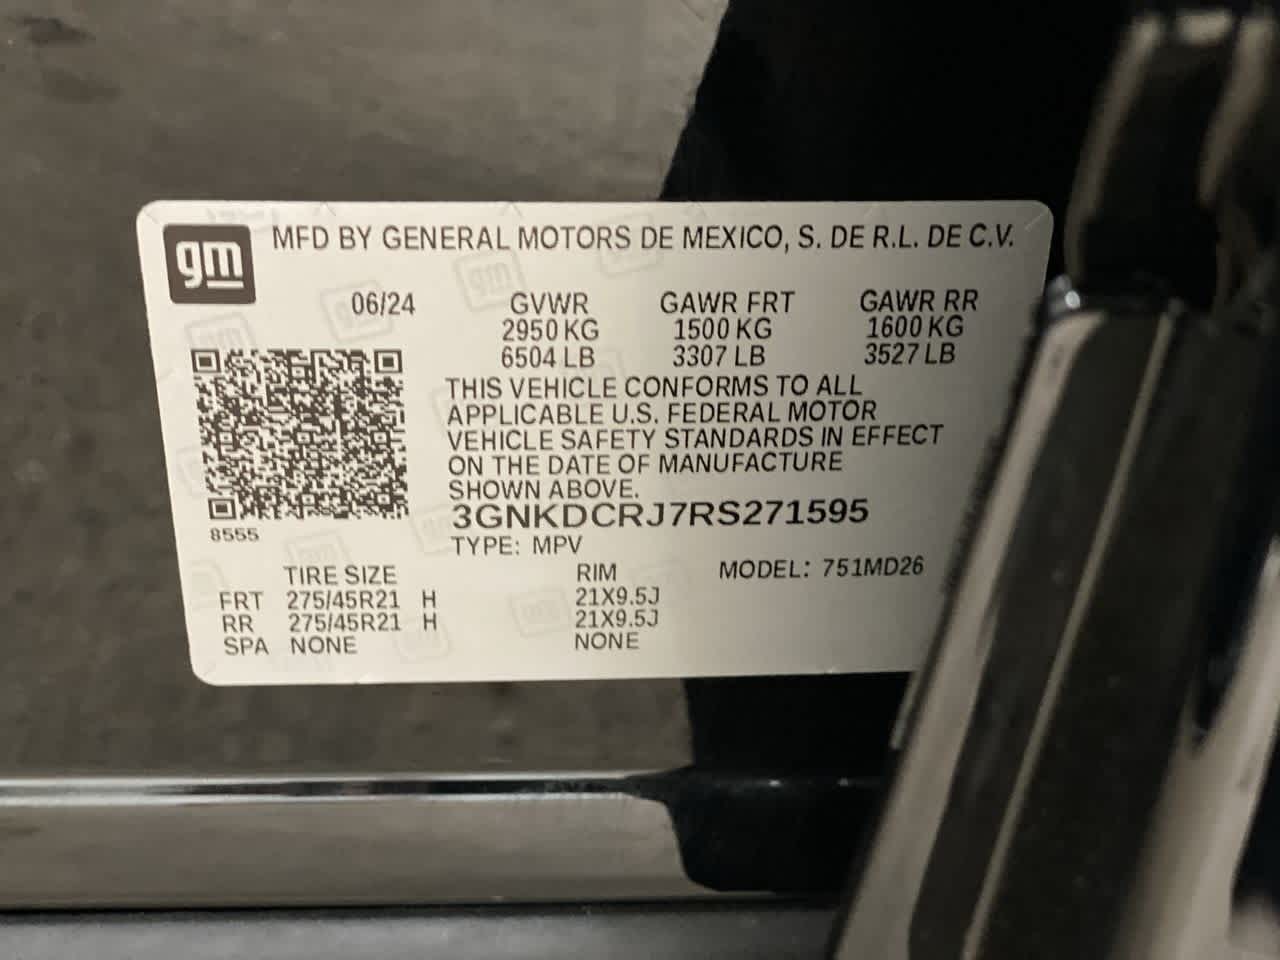 gm
MFD BY GENERAL MOTORS DE MEXICO, S. DE R.L. DE C.V.
06/24 GVWR GAWR FRT GAWR RR
2950 KG 1500 KG 1600 KG
6504 LB 3307 LB 3527 LB
THIS VEHICLE CONFORMS TO ALL
APPLICABLE U.S. FEDERAL MOTOR
VEHICLE SAFETY STANDARDS IN EFFECT
ON THE DATE OF MANUFACTURE
SHOWN ABOVE.
3GNKDCRJ7RS271595
8555
TYPE: MPV
TIRE SIZE RIM MODEL: 751MD26
FRT 275/45R21 H 21X9.5J
RR 275/45R21 H 21X9.5J
SPA NONE NONE